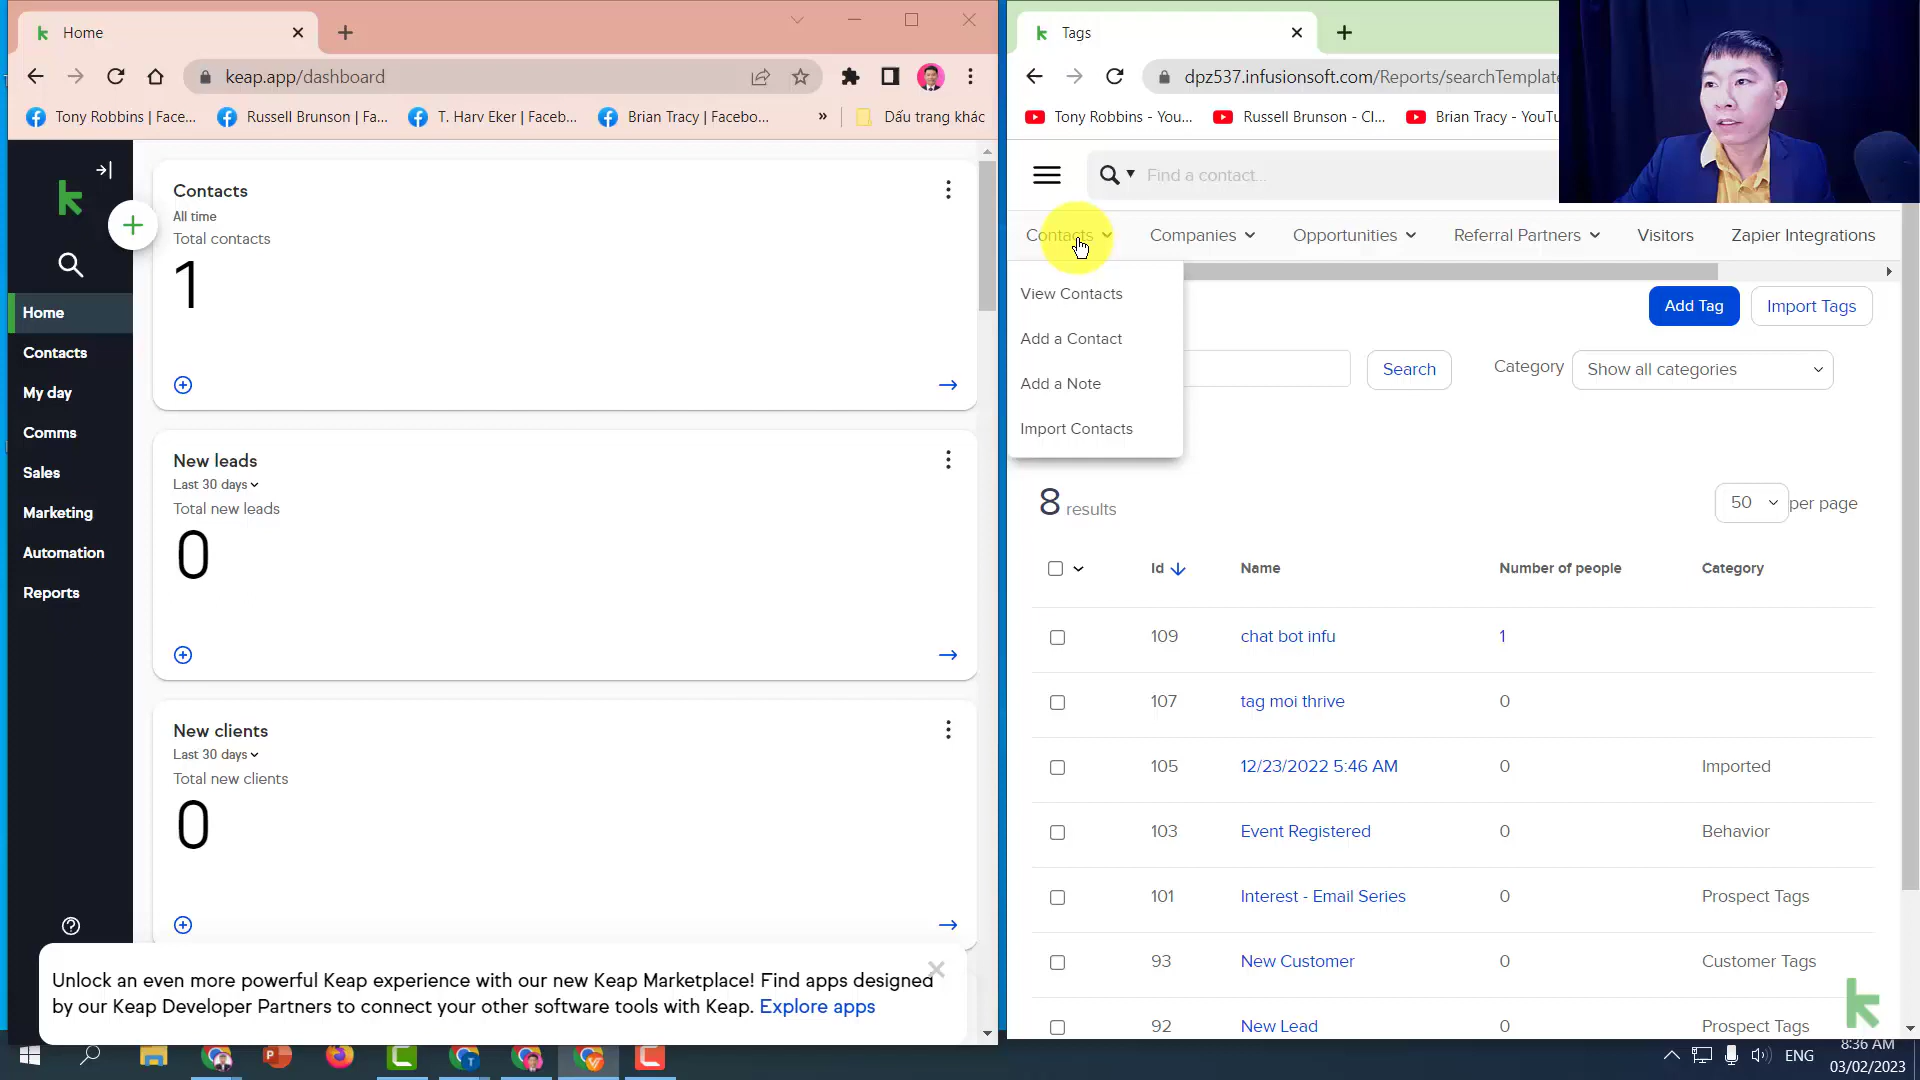 Home
keap.app/dashboard
Tony Robbins | Face...
Russell Brunson | Fa...
T. Harv Eker | Faceb...
Brian Tracy | Facebo...
»
Dấu trang khác
Home
Contacts
My day
Comms
Sales
Marketing
Automation
Reports
Contacts
All time
Total contacts
1
New leads
Last 30 days
Total new leads
0
New clients
Last 30 days
Total new clients
0
Unlock an even more powerful Keap experience with our new Keap Marketplace! Find apps designed
by our Keap Developer Partners to connect your other software tools with Keap. Explore apps
Tags
dpz537.infusionsoft.com/Reports/searchTemplate
Tony Robbins - You...
Russell Brunson - Cl...
Brian Tracy - YouTu
Find a contact...
Contacts
Companies
Opportunities
Referral Partners
Visitors
Zapier Integrations
View Contacts
Add a Contact
Add a Note
Import Contacts
Add Tag
Import Tags
Search
Category
Show all categories
8 results
50 per page
Id Name Number of people Category
109 chat bot infu 1
107 tag moi thrive 0
105 12/23/2022 5:46 AM 0 Imported
103 Event Registered 0 Behavior
101 Interest - Email Series 0 Prospect Tags
93 New Customer 0 Customer Tags
92 New Lead 0 Prospect Tags
ENG
8:36 AM
03/02/2023